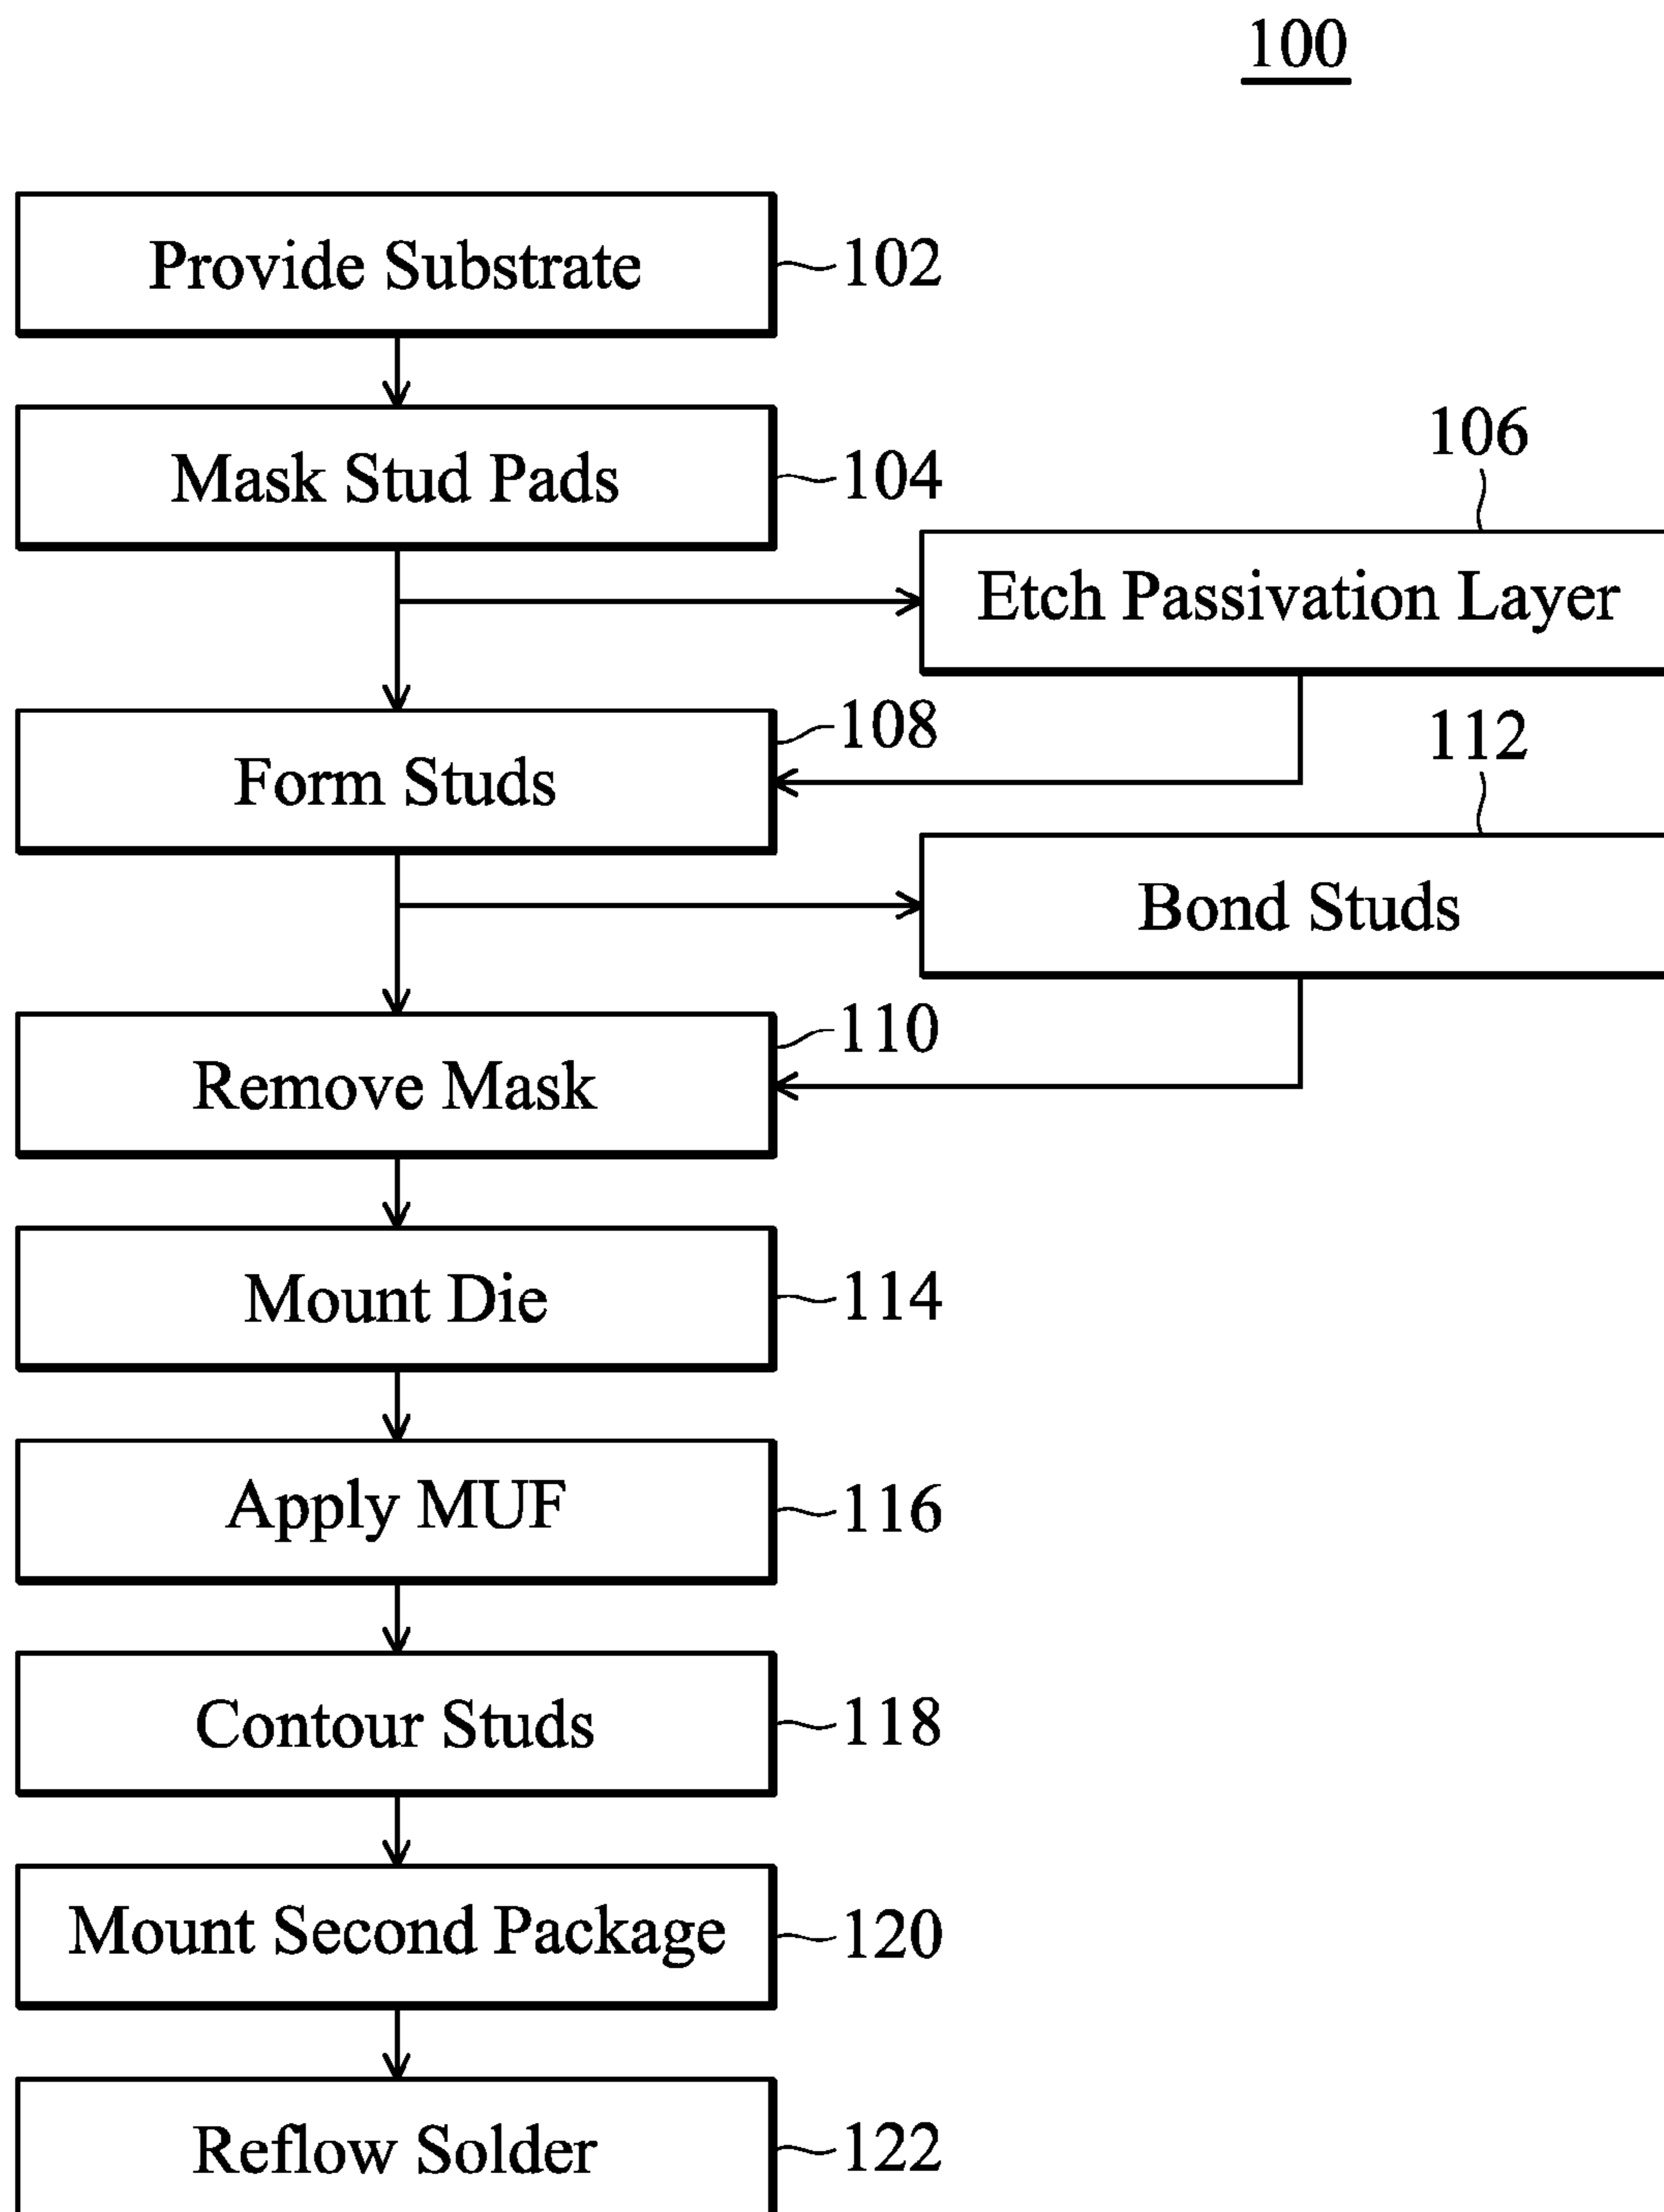 100
Provide Substrate
102
Mask Stud Pads
104
106
Etch Passivation Layer
Form Studs
108
112
Bond Studs
Remove Mask
110
Mount Die
114
Apply MUF
116
Contour Studs
118
Mount Second Package
120
Reflow Solder
122